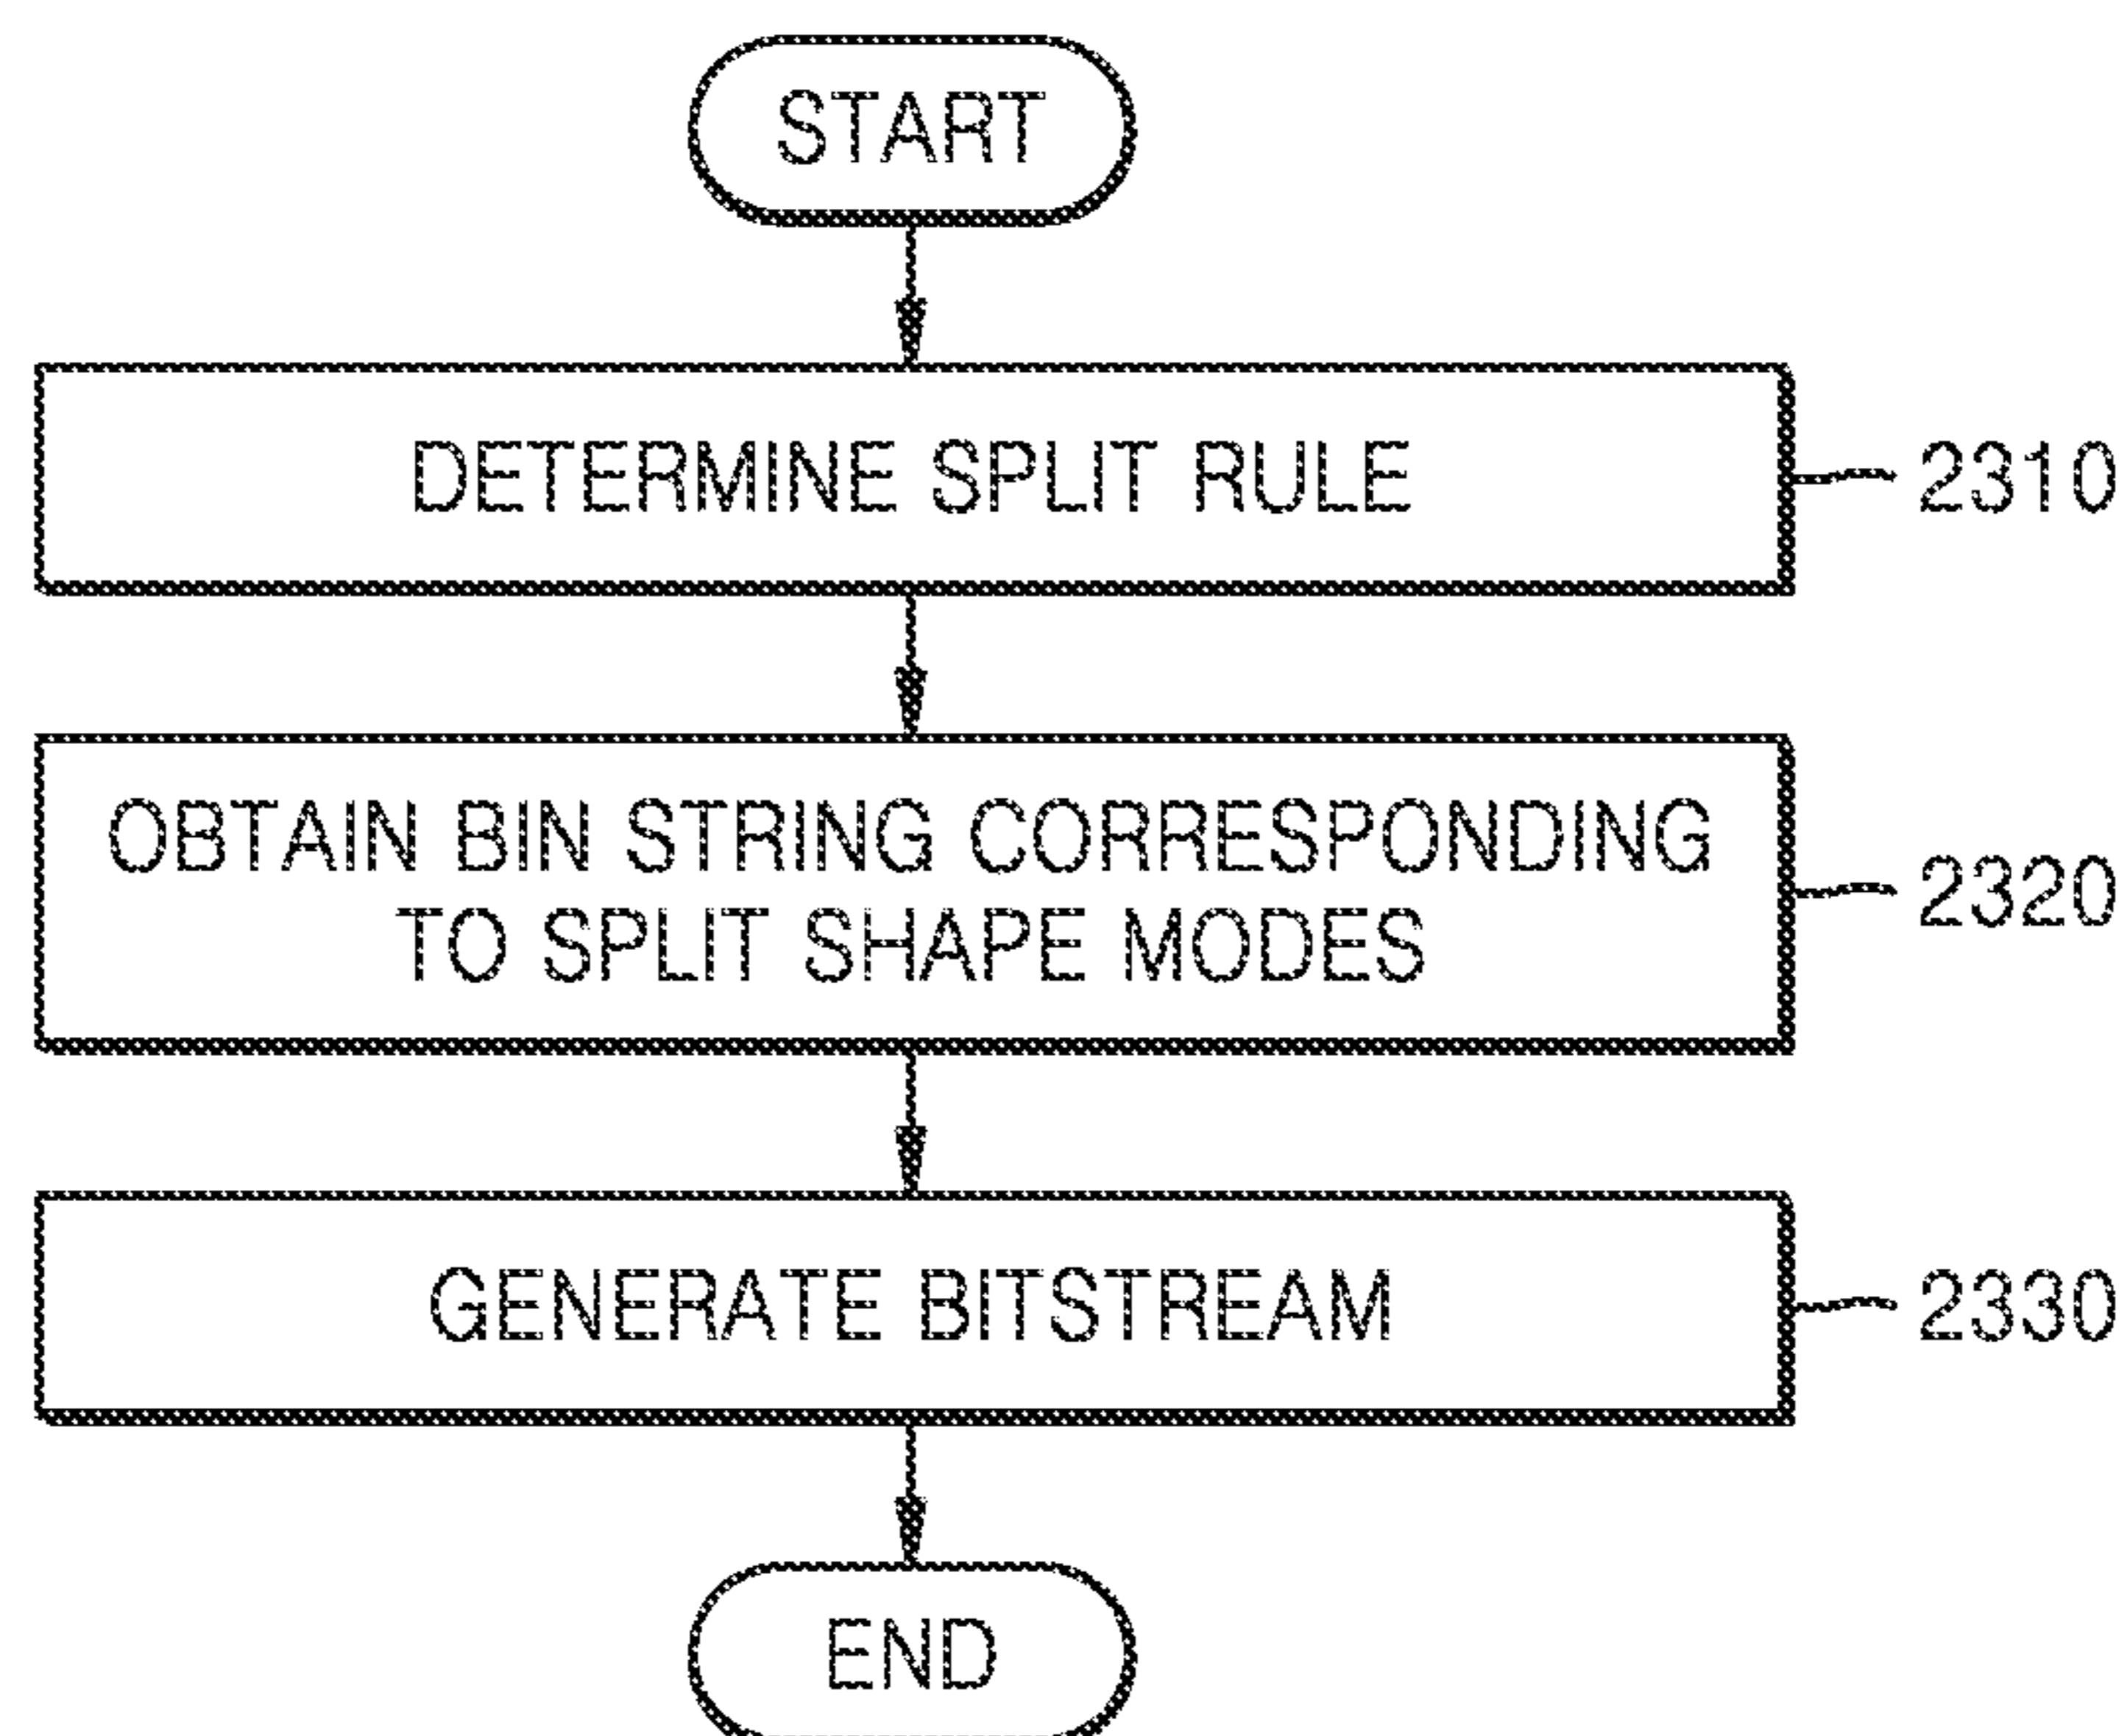 START
DETERMINE SPLIT RULE
2310
OBTAIN BIN STRING CORRESPONDING
TO SPLIT SHAPE MODES
2320
GENERATE BITSTREAM
2330
END